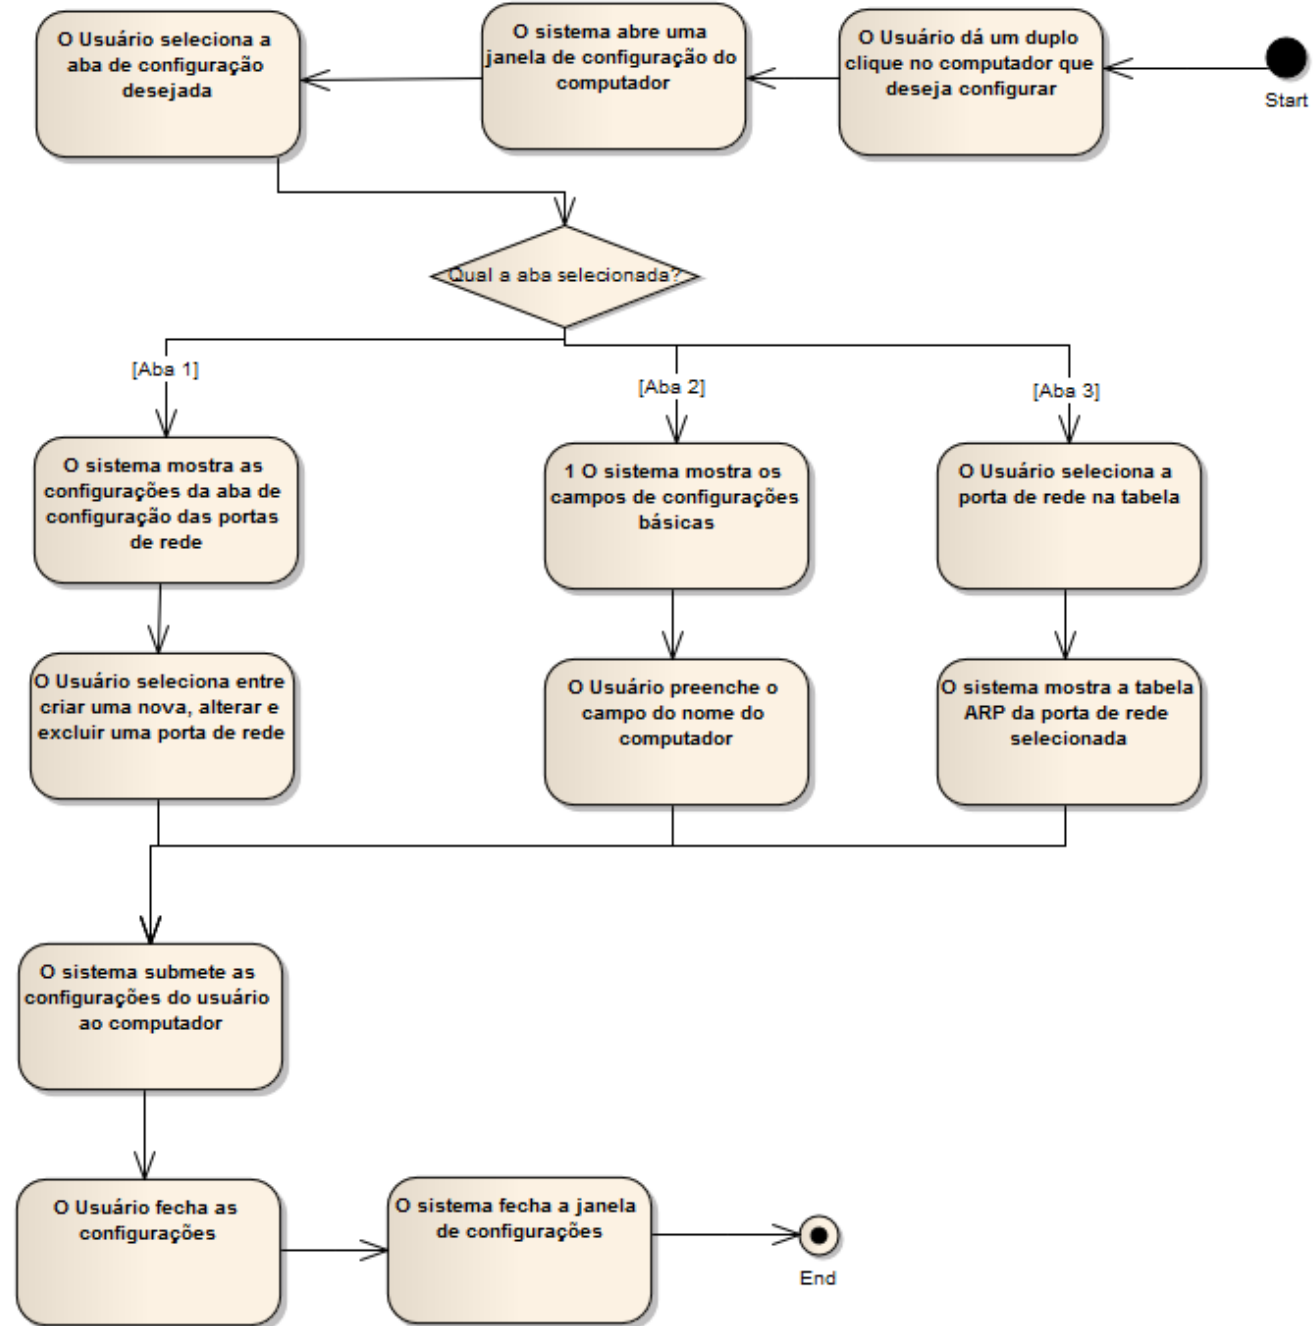 Start
O Usuário dá um duplo
clique no computador que
deseja configurar
O sistema abre uma
janela de configuração do
computador
O Usuário seleciona a
aba de configuração
desejada
Qual a aba selecionada?
[Aba 1]
[Aba 2]
[Aba 3]
O sistema mostra as
configurações da aba de
configuração das portas
de rede
1 O sistema mostra os
campos de configurações
básicas
O Usuário seleciona a
porta de rede na tabela
O Usuário seleciona entre
criar uma nova, alterar e
excluir uma porta de rede
O Usuário preenche o
campo do nome do
computador
O sistema mostra a tabela
ARP da porta de rede
selecionada
O sistema submete as
configurações do usuário
ao computador
O Usuário fecha as
configurações
O sistema fecha a janela
de configurações
End